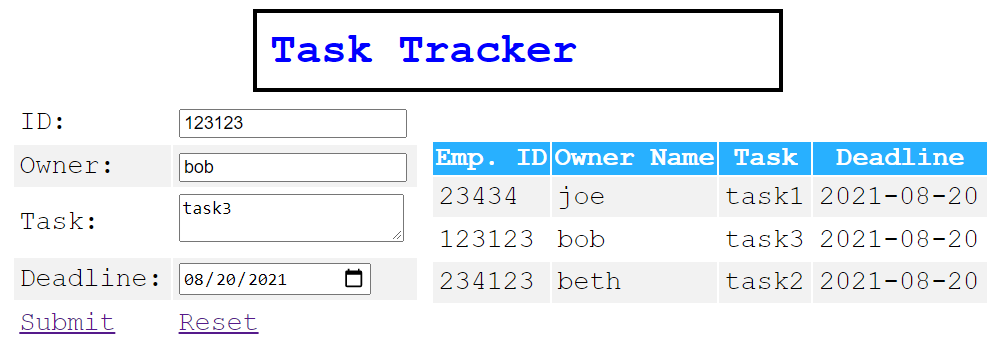 Task Tracker
ID: 123123
Owner: bob
Task: task3
Deadline: 08/20/2021
Submit Reset
Emp. ID Owner Name Task Deadline
23434 joe task1 2021-08-20
123123 bob task3 2021-08-20
234123 beth task2 2021-08-20